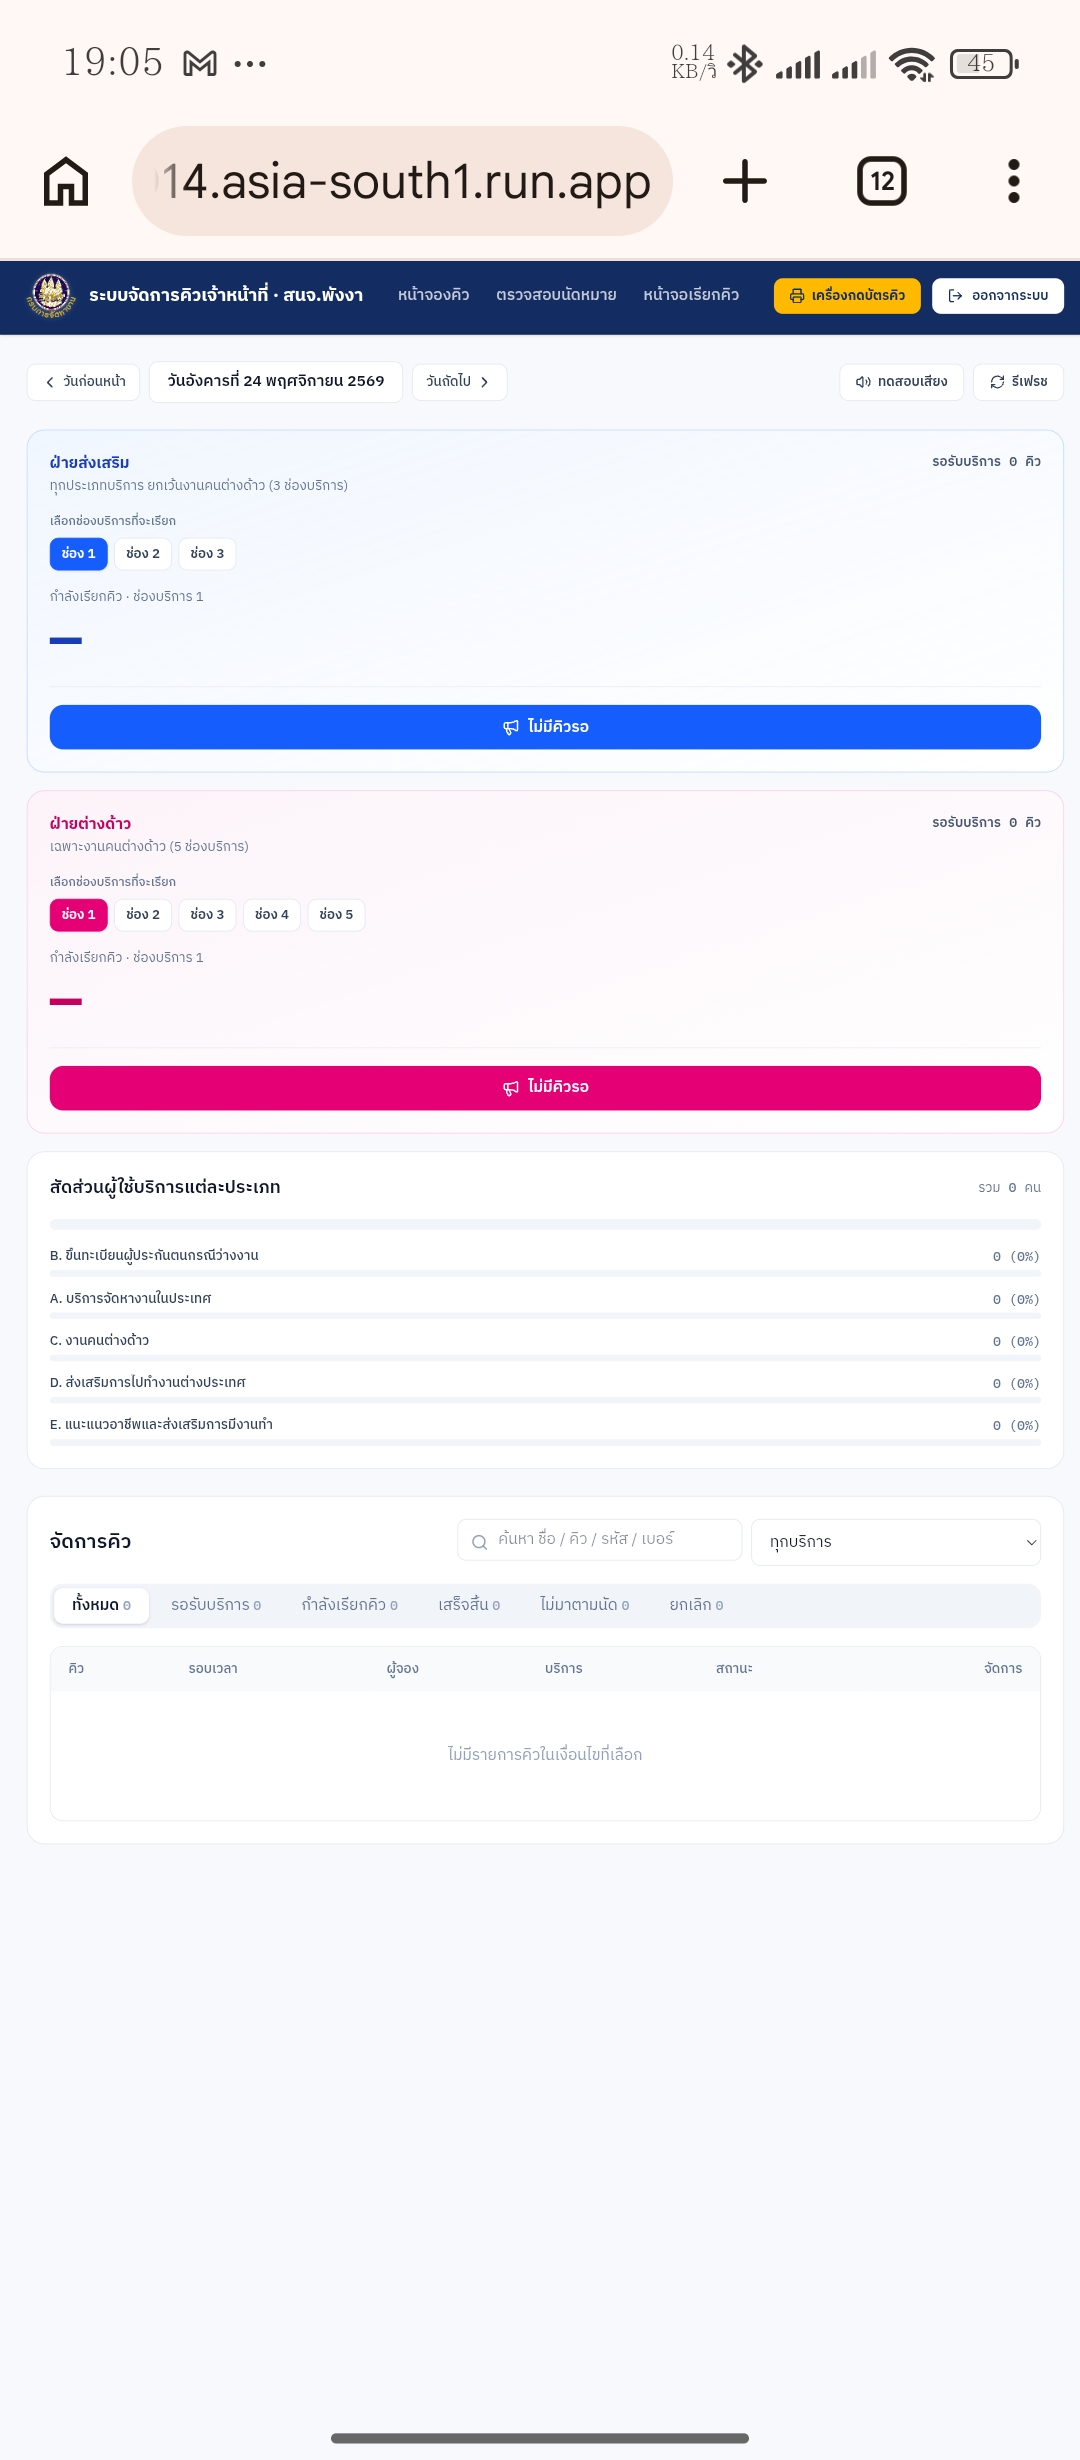 19:05
0.14 KB/วิ
45
14.asia-south1.run.app
12
ระบบจัดการคิวเจ้าหน้าที่ · สนจ.พังงา
หน้าจองคิว
ตรวจสอบนัดหมาย
หน้าจอเรียกคิว
เครื่องกดบัตรคิว
ออกจากระบบ
วันก่อนหน้า
วันอังคารที่ 24 พฤศจิกายน 2569
วันถัดไป
ทดสอบเสียง
รีเฟรช
ฝ่ายส่งเสริม
รอรับบริการ 0 คิว
ทุกประเภทบริการ ยกเว้นงานคนต่างด้าว (3 ช่องบริการ)
เลือกช่องบริการที่จะเรียก
ช่อง 1
ช่อง 2
ช่อง 3
กำลังเรียกคิว · ช่องบริการ 1
—
ไม่มีคิวรอ
ฝ่ายต่างด้าว
รอรับบริการ 0 คิว
เฉพาะงานคนต่างด้าว (5 ช่องบริการ)
เลือกช่องบริการที่จะเรียก
ช่อง 1
ช่อง 2
ช่อง 3
ช่อง 4
ช่อง 5
กำลังเรียกคิว · ช่องบริการ 1
—
ไม่มีคิวรอ
สัดส่วนผู้ใช้บริการแต่ละประเภท
รวม 0 คน
B. ขึ้นทะเบียนผู้ประกันตนกรณีว่างงาน
0 (0%)
A. บริการจัดหางานในประเทศ
0 (0%)
C. งานคนต่างด้าว
0 (0%)
D. ส่งเสริมการไปทำงานต่างประเทศ
0 (0%)
E. แนะแนวอาชีพและส่งเสริมการมีงานทำ
0 (0%)
จัดการคิว
ค้นหา ชื่อ / คิว / รหัส / เบอร์
ทุกบริการ
ทั้งหมด 0
รอรับบริการ 0
กำลังเรียกคิว 0
เสร็จสิ้น 0
ไม่มาตามนัด 0
ยกเลิก 0
คิว
รอบเวลา
ผู้จอง
บริการ
สถานะ
จัดการ
ไม่มีรายการคิวในเงื่อนไขที่เลือก